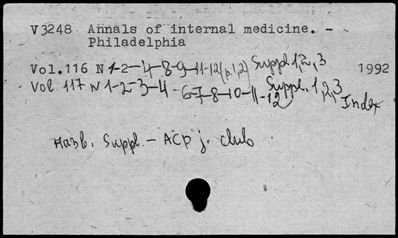 V3248 Annals of internal medicine. -
Philadelphia
Vol.116 N 1-2-4-8-9-11-12(p.1,2) Suppl 1,2,3 1992
Vol. 117 N 1-2-3-4-6-7-8-10-11-12 Suppl. 1,2,3 Index
Назв. Suppl. - ACP j. club